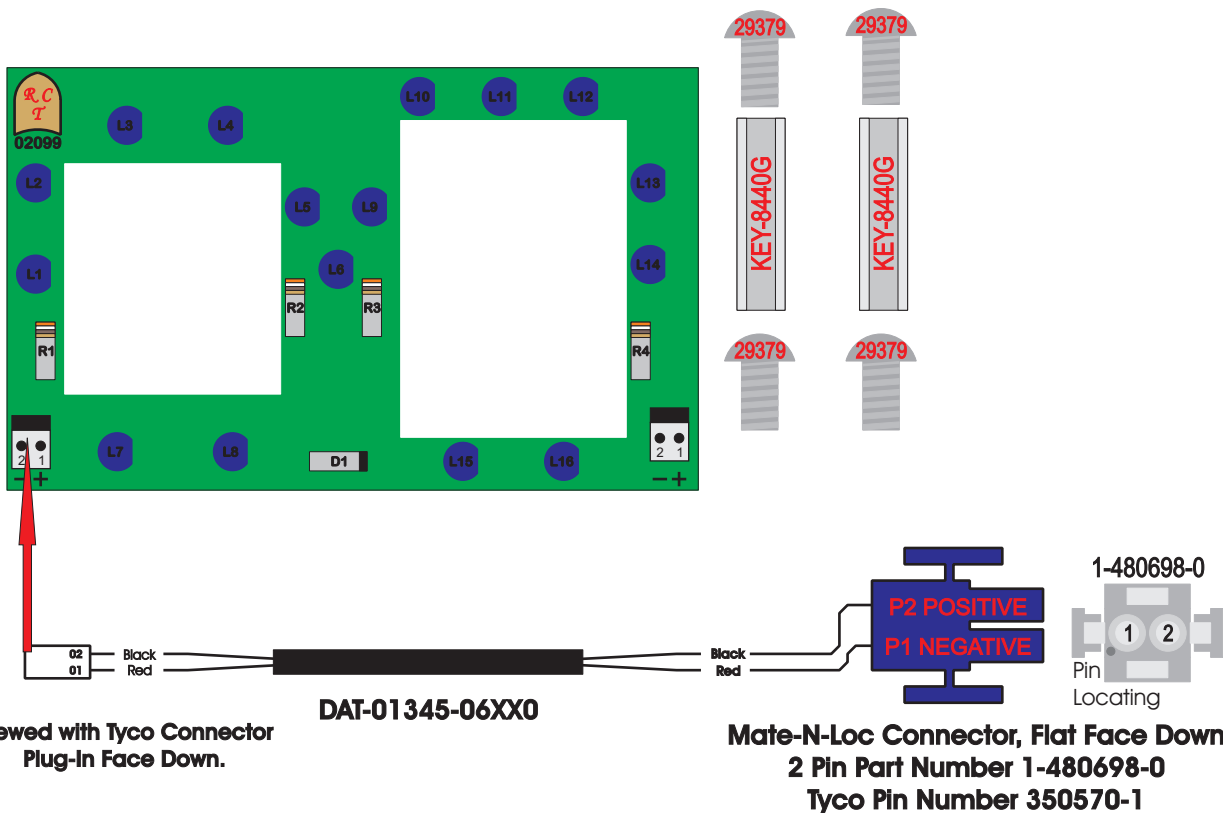 R C
T
02099
L1
L2
L3
L4
L5
L6
L7
L8
L9
L10
L11
L12
L13
L14
L15
L16
R1
R2
R3
R4
D1
2 1
- +
2 1
- +
29379
29379
KEY-8440G
KEY-8440G
29379
29379
02
01
Black
Red
DAT-01345-06XX0
Black
Red
P2 POSITIVE
P1 NEGATIVE
1-480698-0
1 2
Pin
Locating
ewed with Tyco Connector
Plug-In Face Down.
Mate-N-Loc Connector, Flat Face Down
2 Pin Part Number 1-480698-0
Tyco Pin Number 350570-1